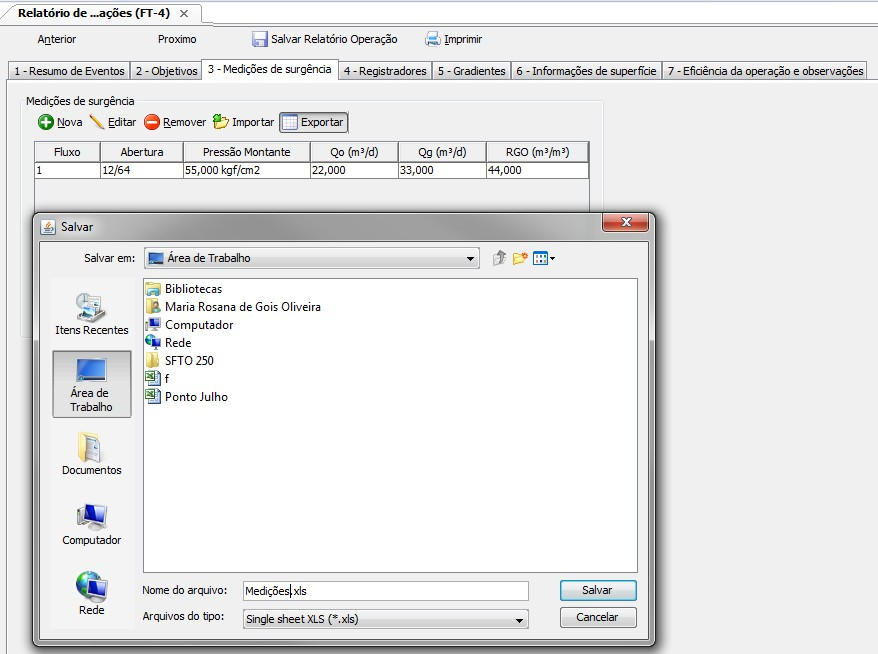 Relatório de ...ações (FT-4)
Anterior Proximo Salvar Relatório Operação Imprimir
1 - Resumo de Eventos 2 - Objetivos 3 - Medições de surgência 4 - Registradores 5 - Gradientes 6 - Informações de superfície 7 - Eficiência da operação e observações
Medições de surgência
Nova Editar Remover Importar Exportar
Fluxo Abertura Pressão Montante Qo (m³/d) Qg (m³/d) RGO (m³/m³)
1 12/64 55,000 kgf/cm2 22,000 33,000 44,000
Salvar
Salvar em: Área de Trabalho
Itens Recentes
Área de Trabalho
Documentos
Computador
Rede
Bibliotecas
Maria Rosana de Gois Oliveira
Computador
Rede
SFTO 250
f
Ponto Julho
Nome do arquivo: Medições.xls Salvar
Arquivos do tipo: Single sheet XLS (*.xls) Cancelar